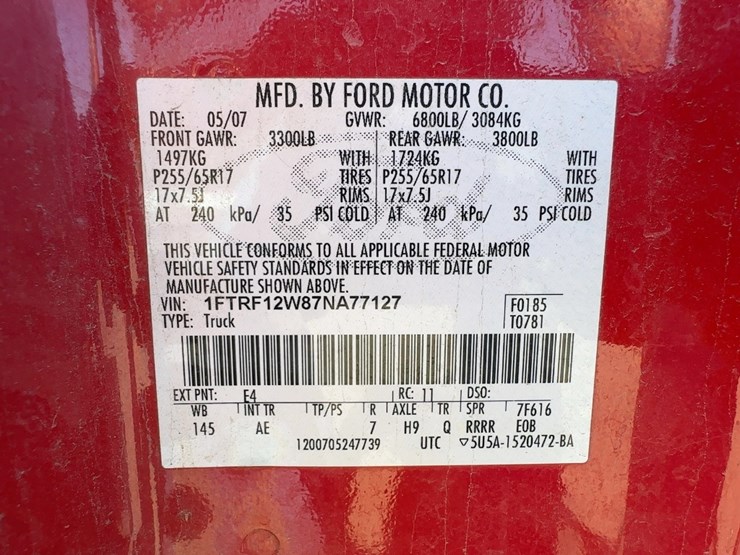 MFD. BY FORD MOTOR CO.
DATE: 05/07 GVWR: 6800LB/ 3084KG
FRONT GAWR: 3300LB REAR GAWR: 3800LB
1497KG WITH 1724KG WITH
P255/65R17 TIRES P255/65R17 TIRES
17x7.5J RIMS 17x7.5J RIMS
AT 240 kPa/ 35 PSI COLD AT 240 kPa/ 35 PSI COLD
THIS VEHICLE CONFORMS TO ALL APPLICABLE FEDERAL MOTOR
VEHICLE SAFETY STANDARDS IN EFFECT ON THE DATE OF
MANUFACTURE SHOWN ABOVE.
VIN: 1FTRF12W87NA77127 F0185
TYPE: Truck T0781
EXT PNT: E4 RC: 11 DSO:
WB INT TR TP/PS R AXLE TR SPR 7F616
145 AE 7 H9 Q RRRR EOB
1200705247739 UTC ▽5U5A-1520472-BA